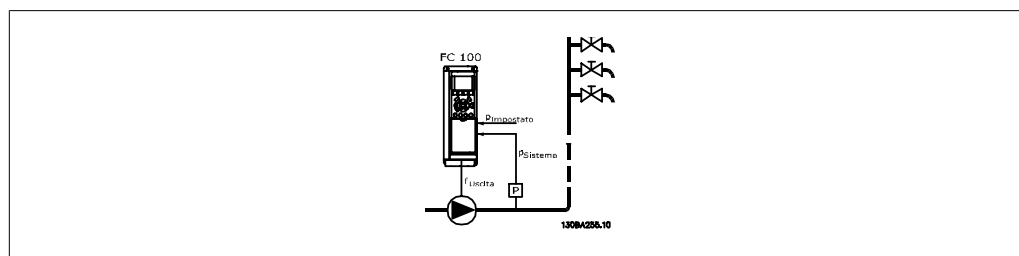 FC 100
PImpostato
PSistema
fUscita
P
130BA255.10